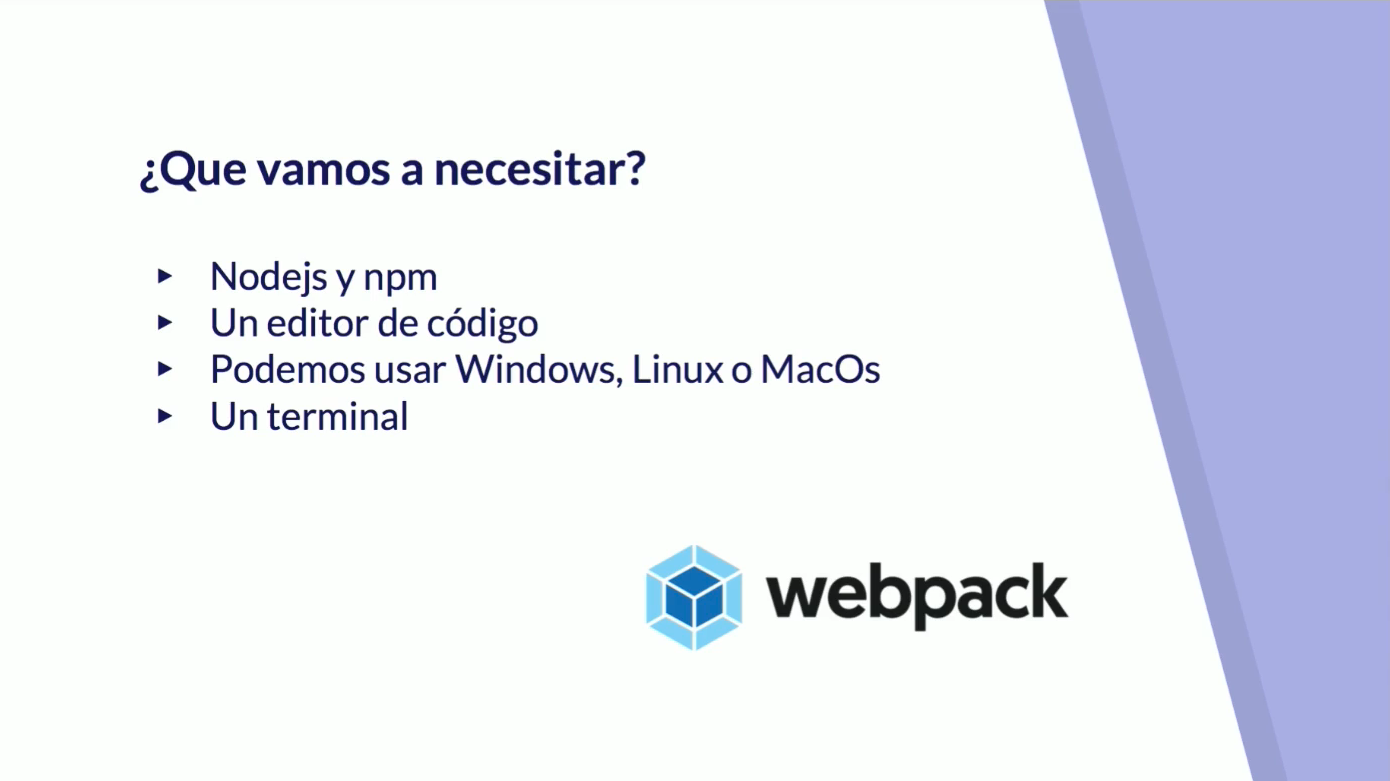 ¿Que vamos a necesitar?
Nodejs y npm
Un editor de código
Podemos usar Windows, Linux o MacOs
Un terminal
webpack